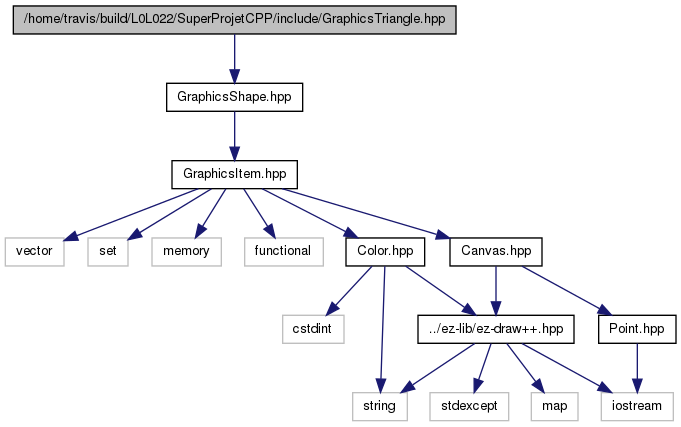 /home/travis/build/L0L022/SuperProjetCPP/include/GraphicsTriangle.hpp
GraphicsShape.hpp
GraphicsItem.hpp
vector
set
memory
functional
Color.hpp
Canvas.hpp
cstdint
../ez-lib/ez-draw++.hpp
Point.hpp
string
stdexcept
map
iostream